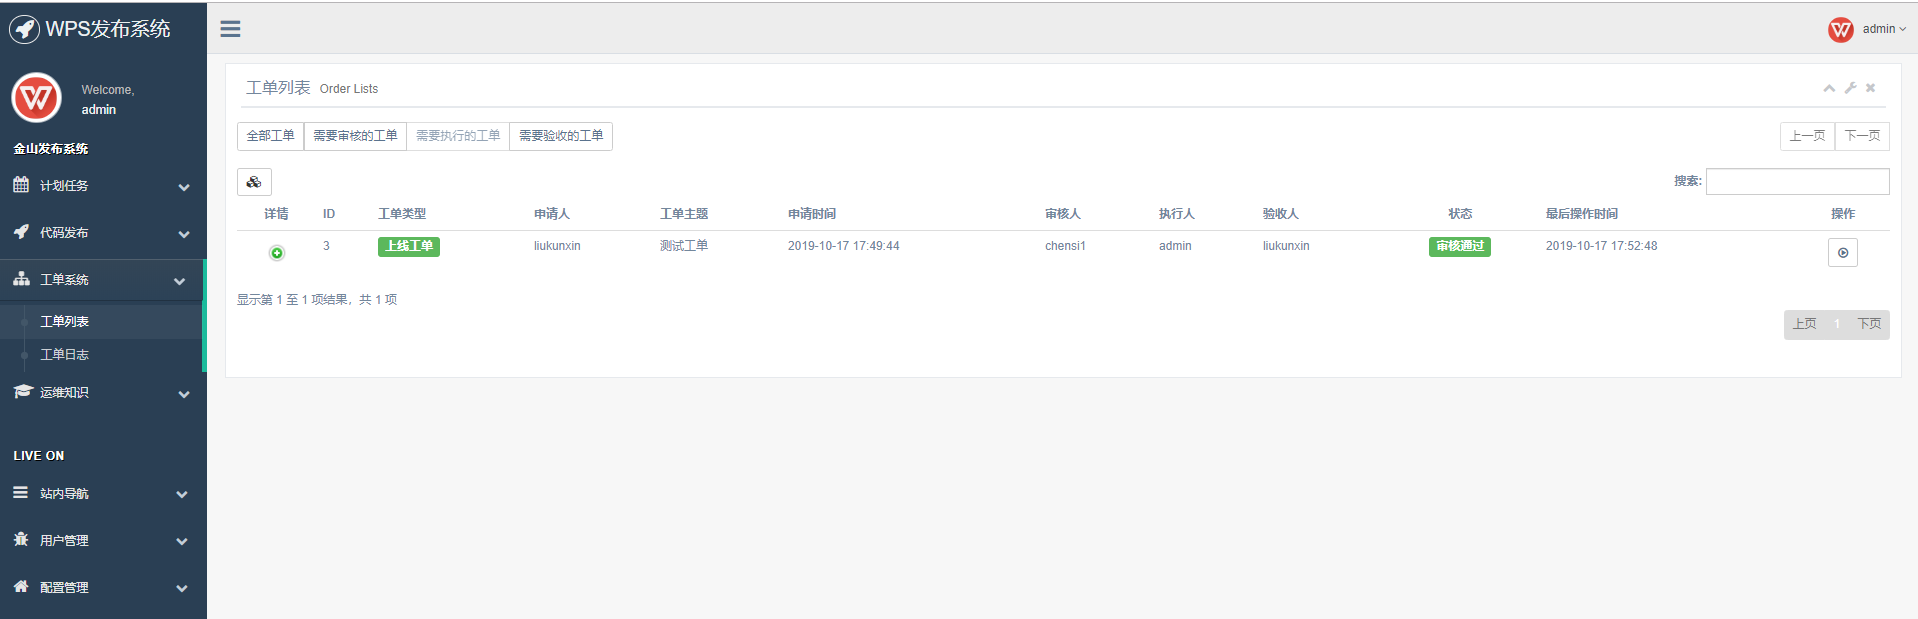 WPS发布系统
admin
Welcome,
admin
金山发布系统
计划任务
代码发布
工单系统
工单列表
工单日志
运维知识
LIVE ON
站内导航
用户管理
配置管理
工单列表 Order Lists
全部工单 需要审核的工单 需要执行的工单 需要验收的工单
上一页 下一页
搜索:
详情 ID 工单类型 申请人 工单主题 申请时间 审核人 执行人 验收人 状态 最后操作时间 操作
3 上线工单 liukunxin 测试工单 2019-10-17 17:49:44 chensi1 admin liukunxin 审核通过 2019-10-17 17:52:48
显示第 1 至 1 项结果，共 1 项
上页 1 下页